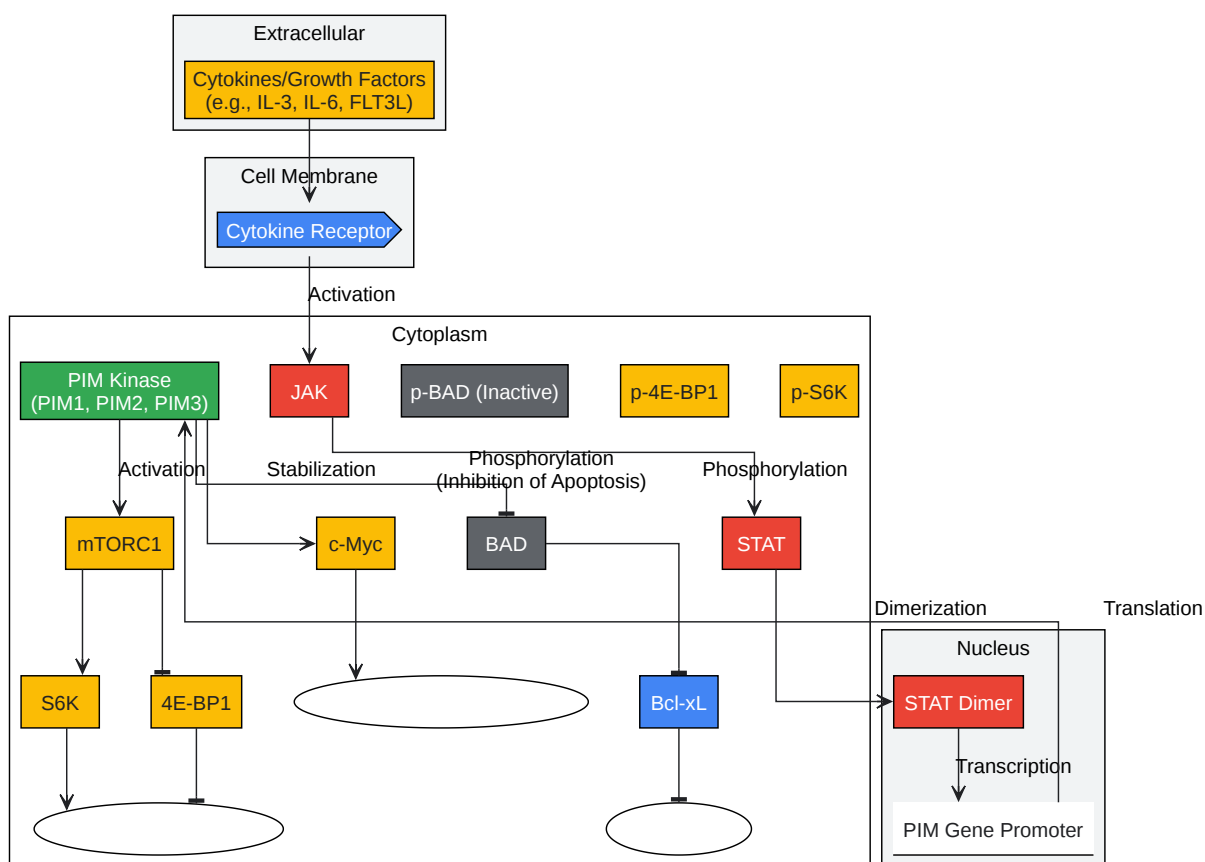 Extracellular
Cytokines/Growth Factors
(e.g., IL-3, IL-6, FLT3L)
Cell Membrane
Cytokine Receptor
Activation
Cytoplasm
PIM Kinase
(PIM1, PIM2, PIM3)
JAK
p-BAD (Inactive)
p-4E-BP1
p-S6K
Activation
Stabilization
Phosphorylation
(Inhibition of Apoptosis)
Phosphorylation
mTORC1
c-Myc
BAD
STAT
Dimerization
Translation
Nucleus
S6K
4E-BP1
Bcl-xL
STAT Dimer
Transcription
PIM Gene Promoter